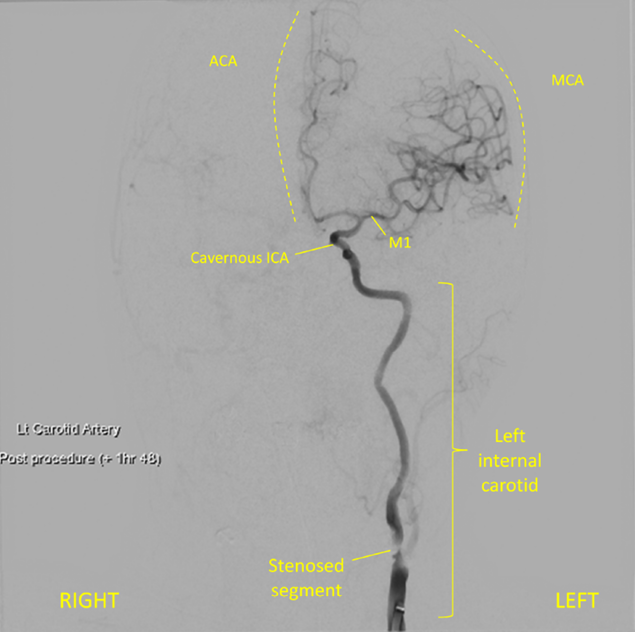 ACA
MCA
M1
Cavernous ICA
Lt Carotid Artery
Post procedure (+ 1hr 48)
Left
internal
carotid
Stenosed
segment
RIGHT
LEFT